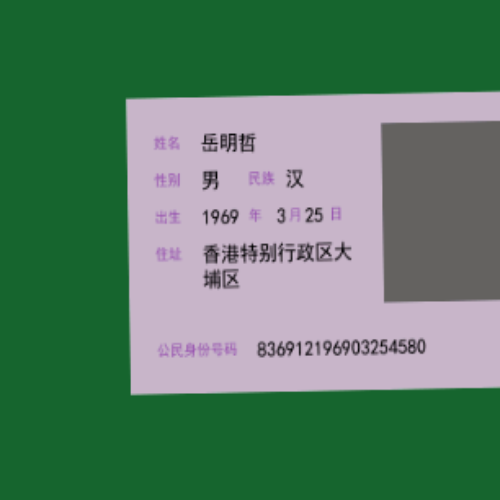 姓名 岳明哲
性别 男 民族 汉
出生 1969 年 3 月 25 日
住址 香港特别行政区大
埔区
公民身份号码 836912196903254580